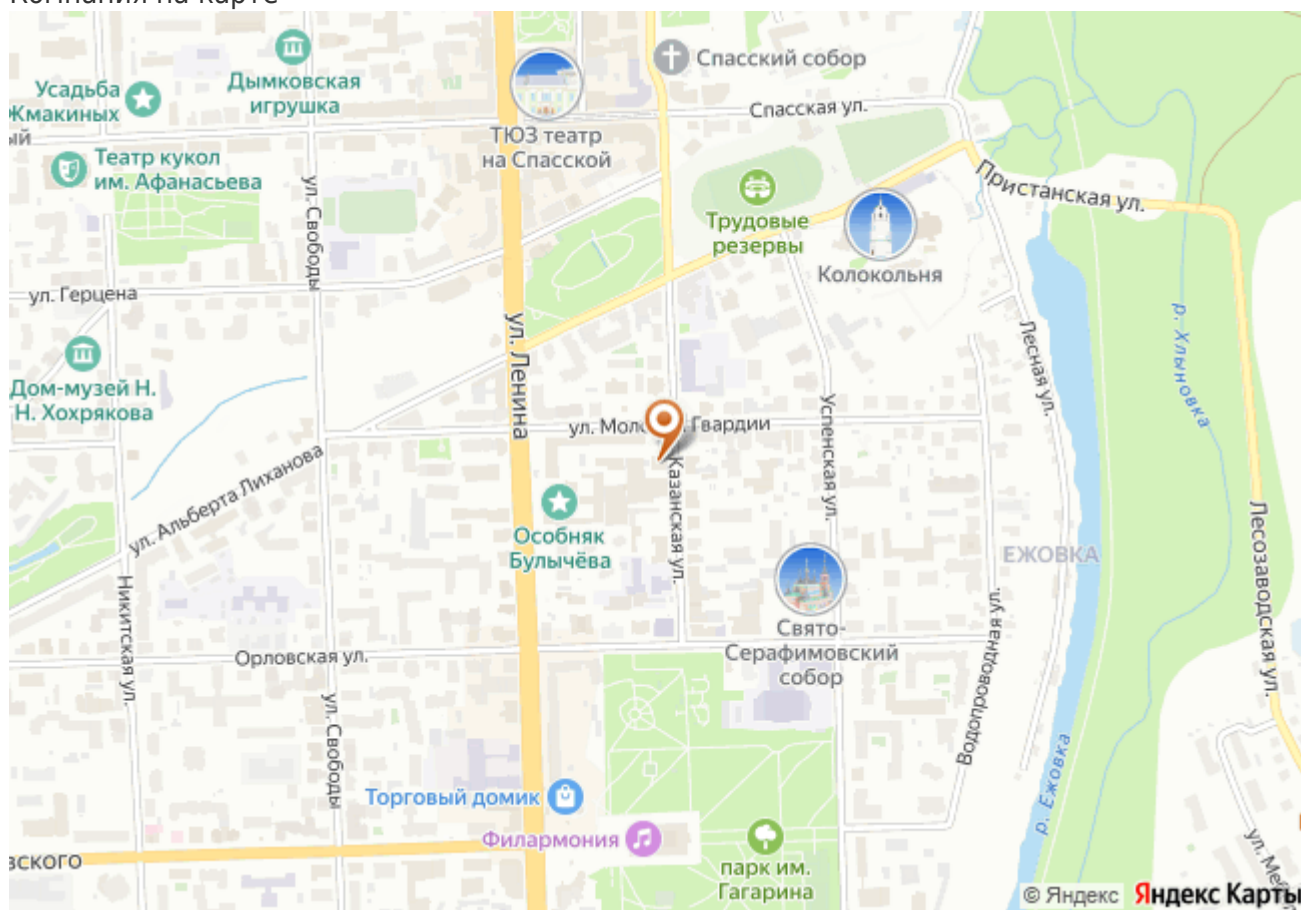 Компания на карте
Спасский собор
Дымковская
игрушка
Усадьба
Жмакиных
Спасская ул.
ый
ТЮЗ театр
на Спасской
Театр кукол
им. Афанасьева
ул. Свободы
Пристанская ул.
Трудовые
резервы
Колокольня
ул. Герцена
ул. Ленина
р. Хлыновка
Лесная ул.
Дом-музей Н.
Н. Хохрякова
Успенская ул.
Гвардии
Казанская ул.
ул. Альберта Лиханова
Особняк
Булычёва
ЕЖОВКА
Лесозаводская ул.
Никитская ул.
Свято-
Серафимовский
собор
Орловская ул.
Водопроводная ул.
ул. Свободы
р. Ежовка
Торговый домик
Филармония
вского
парк им.
Гагарина
© Яндекс Яндекс Карты